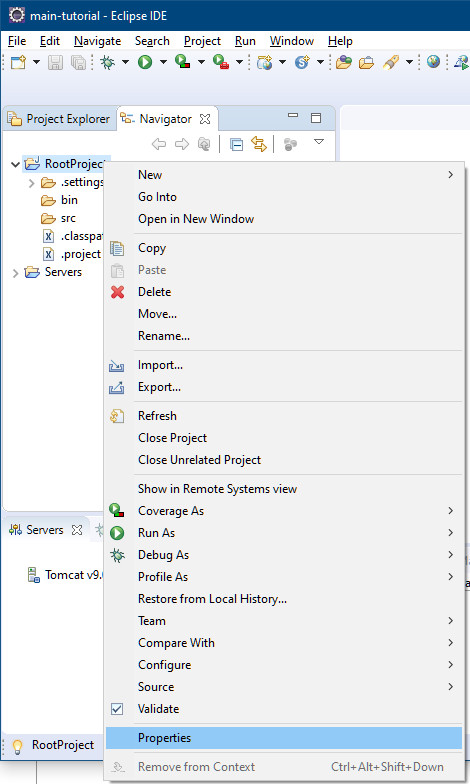 main-tutorial - Eclipse IDE
File Edit Navigate Search Project Run Window Help
Project Explorer Navigator
RootProject
New
.settings
Go Into
bin
Open in New Window
src
.classpat
Copy
.project
Paste
Servers
Delete
Move...
Rename...
Import...
Export...
Refresh
Close Project
Close Unrelated Project
Show in Remote Systems view
Coverage As
Servers
Run As
Debug As
Tomcat v9.0
Profile As
Restore from Local History...
Team
Compare With
Configure
Source
Validate
RootProject
Properties
Remove from Context Ctrl+Alt+Shift+Down